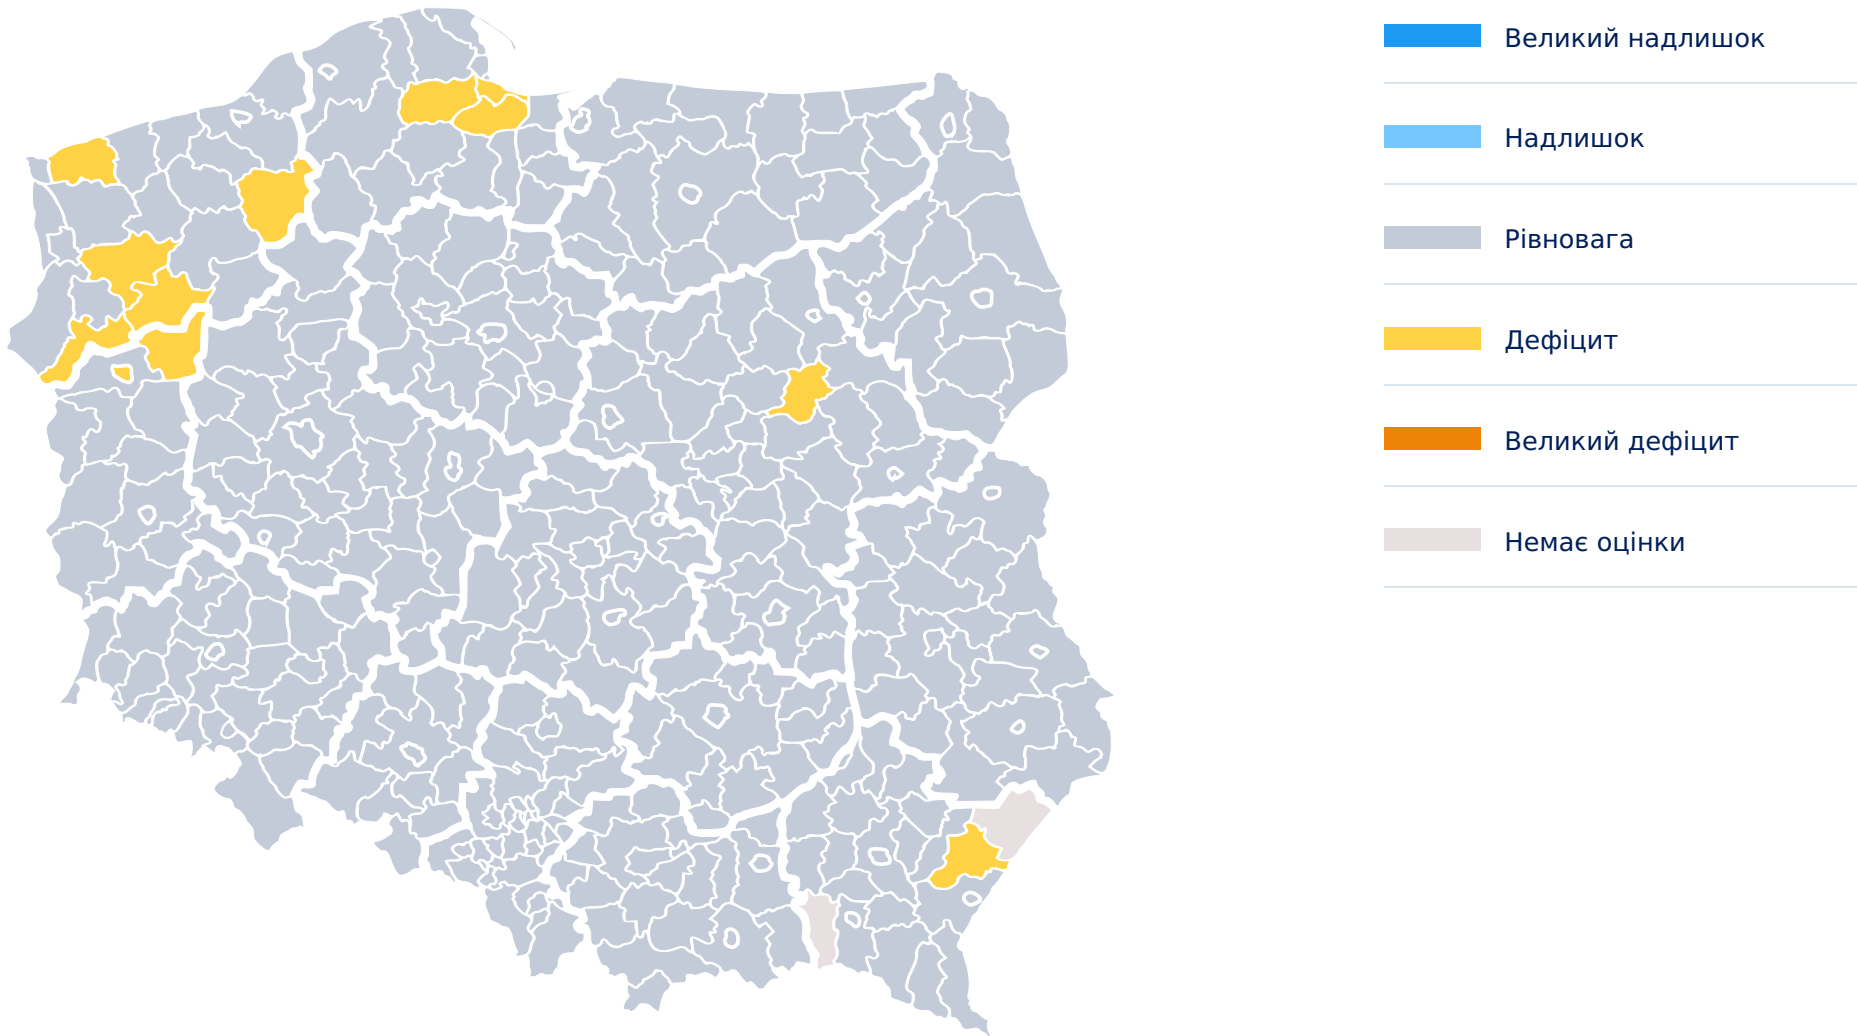 Великий надлишок
Надлишок
Рівновага
Дефіцит
Великий дефіцит
Немає оцінки